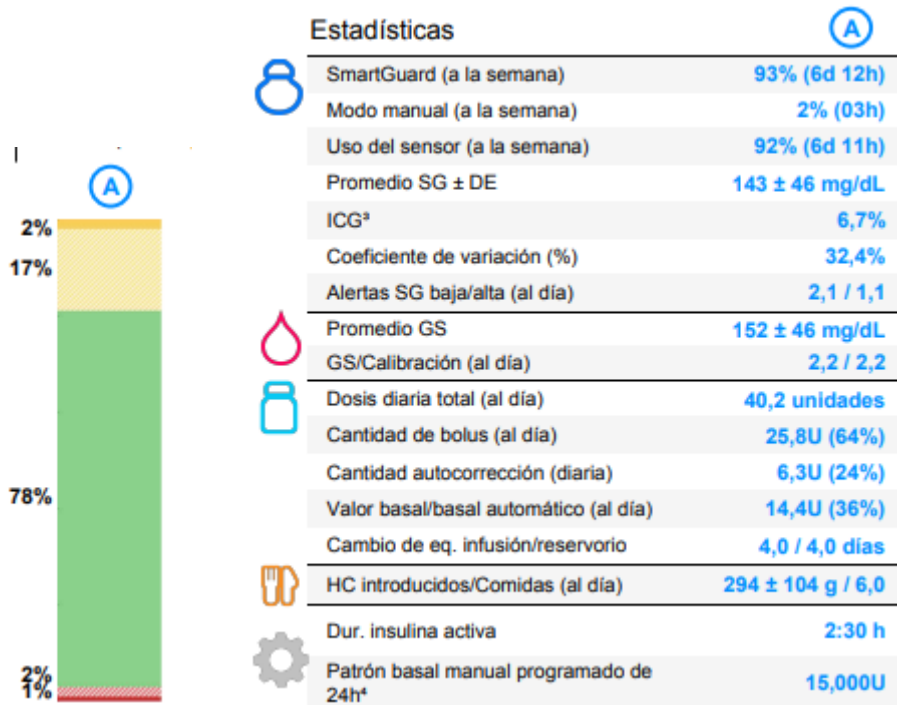 Estadísticas A
SmartGuard (a la semana) 93% (6d 12h)
Modo manual (a la semana) 2% (03h)
Uso del sensor (a la semana) 92% (6d 11h)
Promedio SG ± DE 143 ± 46 mg/dL
ICG³ 6,7%
Coeficiente de variación (%) 32,4%
Alertas SG baja/alta (al día) 2,1 / 1,1
Promedio GS 152 ± 46 mg/dL
GS/Calibración (al día) 2,2 / 2,2
Dosis diaria total (al día) 40,2 unidades
Cantidad de bolus (al día) 25,8U (64%)
Cantidad autocorrección (diaria) 6,3U (24%)
Valor basal/basal automático (al día) 14,4U (36%)
Cambio de eq. infusión/reservorio 4,0 / 4,0 días
HC introducidos/Comidas (al día) 294 ± 104 g / 6,0
Dur. insulina activa 2:30 h
Patrón basal manual programado de
24h⁴ 15,000U
A
2%
17%
78%
2%
1%